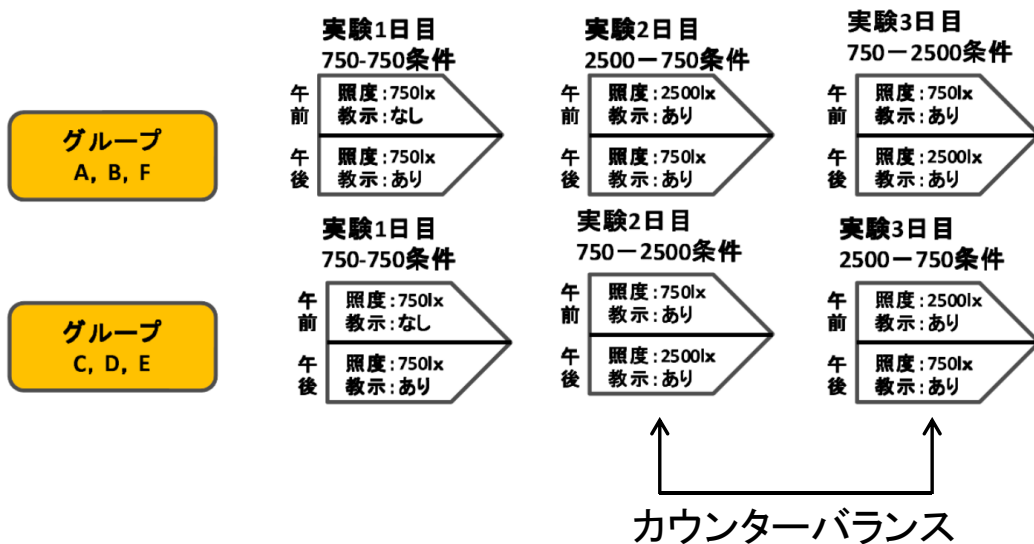 実験1日目
750-750条件
実験2日目
2500－750条件
実験3日目
750－2500条件
グループ
A, B, F
午前
照度:750lx
教示:なし
午後
照度:750lx
教示:あり
午前
照度:2500lx
教示:あり
午後
照度:750lx
教示:あり
午前
照度:750lx
教示:あり
午後
照度:2500lx
教示:あり
実験1日目
750-750条件
実験2日目
750－2500条件
実験3日目
2500－750条件
グループ
C, D, E
午前
照度:750lx
教示:なし
午後
照度:750lx
教示:あり
午前
照度:750lx
教示:あり
午後
照度:2500lx
教示:あり
午前
照度:2500lx
教示:あり
午後
照度:750lx
教示:あり
カウンターバランス